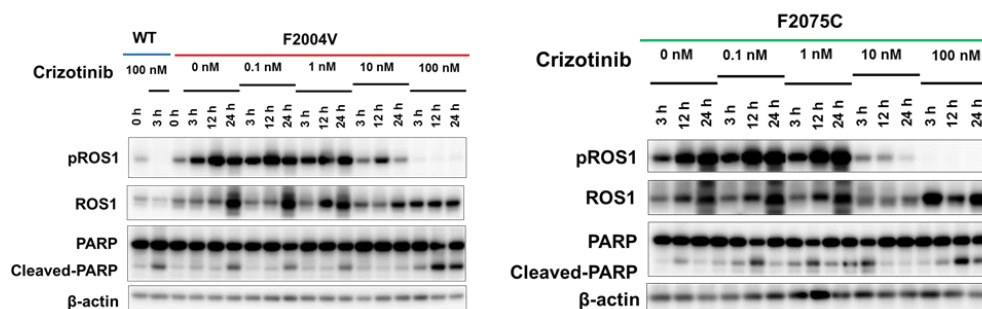 WT F2004V
Crizotinib 100 nM 0 nM 0.1 nM 1 nM 10 nM 100 nM
0 h 3 h 0 h 3 h 12 h 24 h 3 h 12 h 24 h 3 h 12 h 24 h 3 h 12 h 24 h 3 h 12 h 24 h
pROS1
ROS1
PARP
Cleaved-PARP
β-actin
F2075C
Crizotinib 0 nM 0.1 nM 1 nM 10 nM 100 nM
3 h 12 h 24 h 3 h 12 h 24 h 3 h 12 h 24 h 3 h 12 h 24 h 3 h 12 h 24 h
pROS1
ROS1
PARP
Cleaved-PARP
β-actin